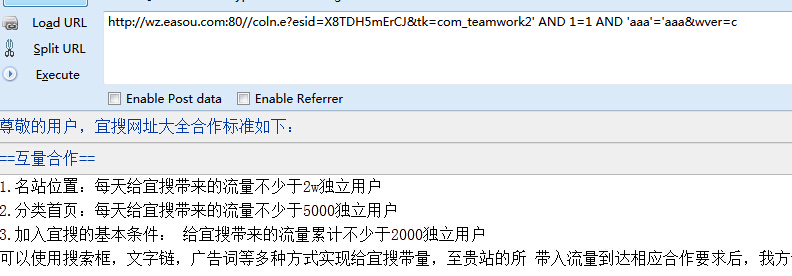 Load URL
http://wz.easou.com:80//coln.e?esid=X8TDH5mErCJ&tk=com_teamwork2' AND 1=1 AND 'aaa'='aaa&wver=c
Split URL
Execute
Enable Post data Enable Referrer
尊敬的用户，宜搜网址大全合作标准如下：
==互量合作==
1.名站位置：每天给宜搜带来的流量不少于2w独立用户
2.分类首页：每天给宜搜带来的流量不少于5000独立用户
3.加入宜搜的基本条件： 给宜搜带来的流量累计不少于2000独立用户
可以使用搜索框，文字链，广告词等多种方式实现给宜搜带量，至贵站的所 带入流量到达相应合作要求后，我方